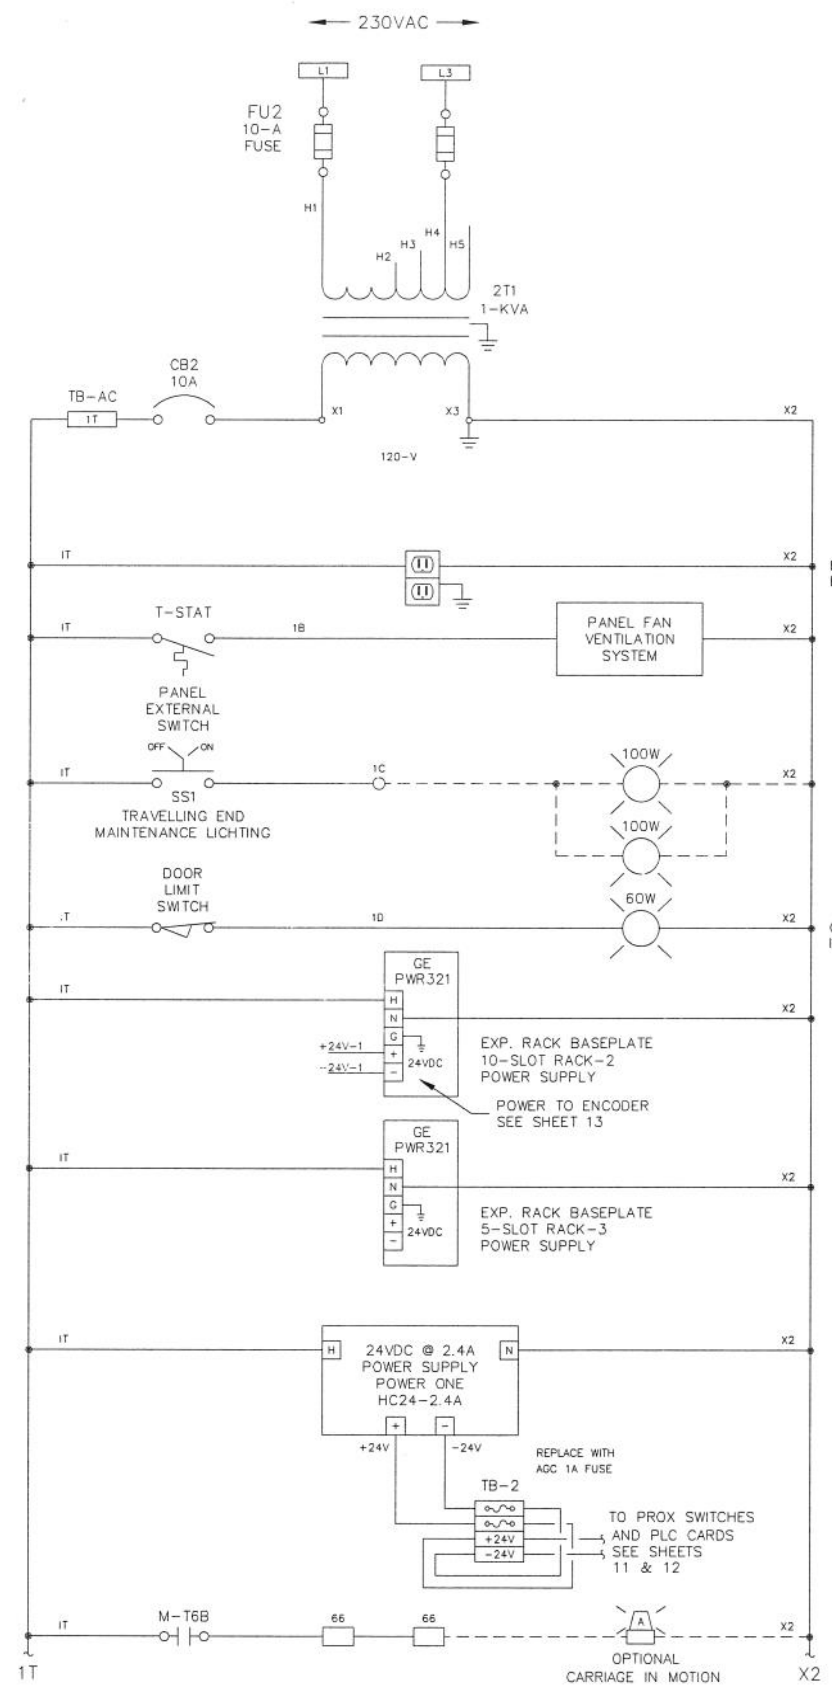 230VAC
L1
L3
FU2
10-A
FUSE
H1
H2
H3
H4
H5
2T1
1-KVA
CB2
10A
TB-AC
1T
X1
X3
X2
120-V
1T
X2
T-STAT
1T
1B
PANEL FAN
VENTILATION
SYSTEM
X2
PANEL
EXTERNAL
SWITCH
OFF
ON
1T
1C
100W
X2
SS1
TRAVELLING END
MAINTENANCE LICHTING
100W
DOOR
LIMIT
SWITCH
.T
1D
60W
X2
GE
PWR321
1T
H
N
X2
G
+24V-1
+
24VDC
--24V-1
-
EXP. RACK BASEPLATE
10-SLOT RACK-2
POWER SUPPLY
POWER TO ENCODER
SEE SHEET 13
GE
PWR321
1T
H
N
X2
G
+
24VDC
-
EXP. RACK BASEPLATE
5-SLOT RACK-3
POWER SUPPLY
1T
H
24VDC @ 2.4A
POWER SUPPLY
POWER ONE
HC24-2.4A
N
X2
+
-
+24V
-24V
REPLACE WITH
AGC 1A FUSE
TB-2
+24V
-24V
TO PROX SWITCHES
AND PLC CARDS
SEE SHEETS
11 & 12
1T
M-T6B
66
66
A
X2
OPTIONAL
CARRIAGE IN MOTION
1T
X2